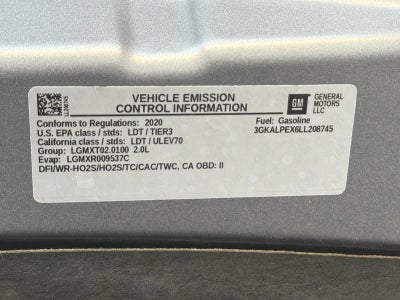 LL208745
VEHICLE EMISSION
CONTROL INFORMATION
GM
GENERAL
MOTORS
LLC
Conforms to Regulations: 2020
Fuel: Gasoline
U.S. EPA class / stds: LDT / TIER3
3GKALPEX6LL208745
California class / stds: LDT / ULEV70
Group: LGMXT02.0100 2.0L
Evap: LGMXR009537C
DFI/WR-HO2S/HO2S/TC/CAC/TWC, CA OBD: II